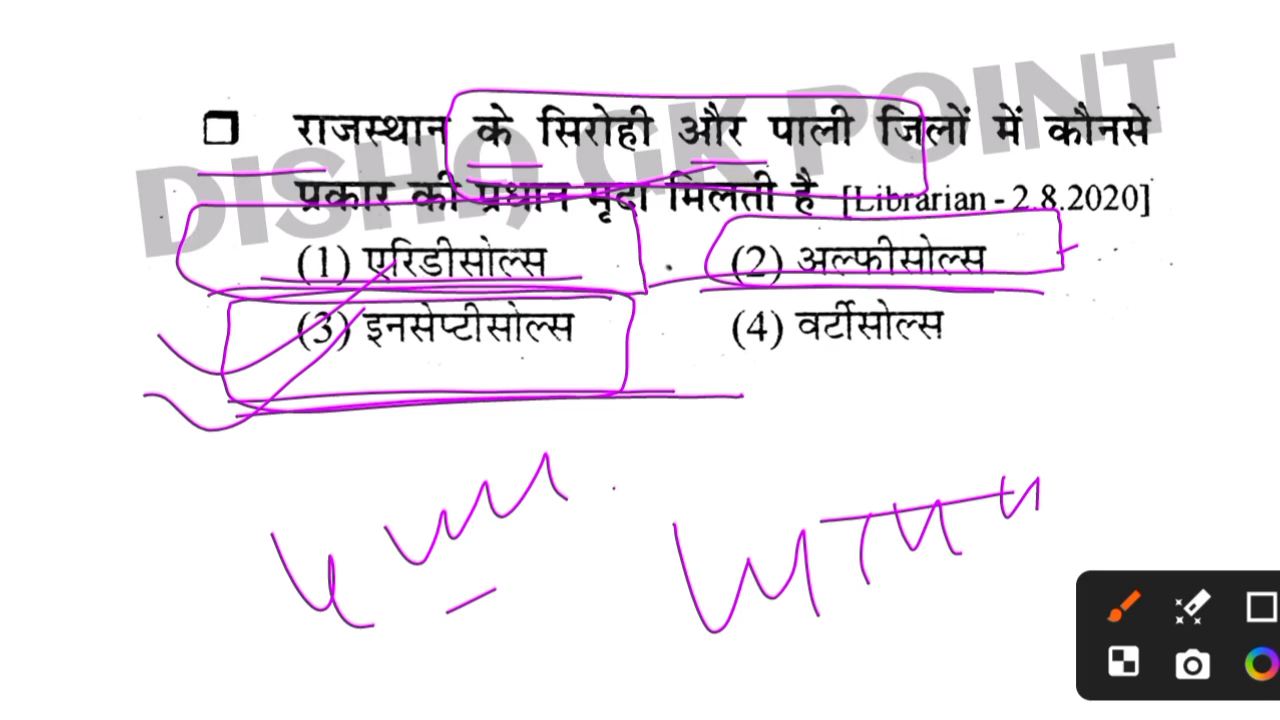 DISHA GK POINT
राजस्थान के सिरोही और पाली जिलों में कौनसे
प्रकार की प्रधान मृदा मिलती है [Librarian - 2.8.2020]
(1) एरिडीसोल्स (2) अल्फीसोल्स
(3) इनसेप्टीसोल्स (4) वर्टीसोल्स